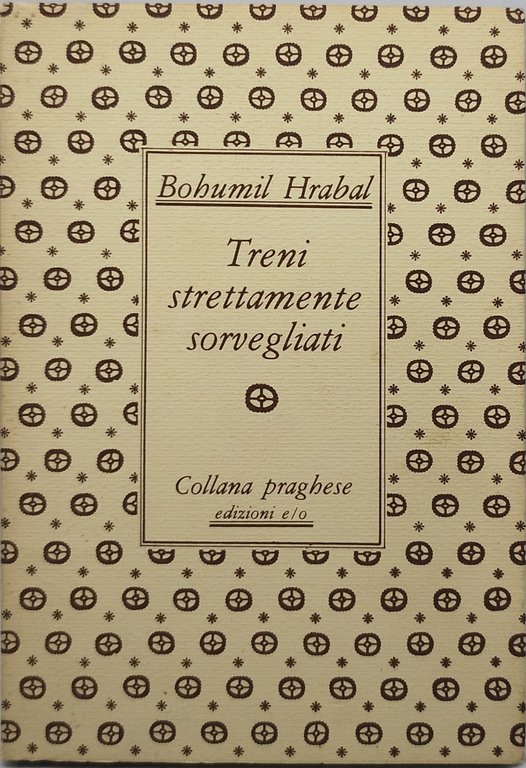 Bohumil Hrabal
Treni
strettamente
sorvegliati
Collana praghese
edizioni e/o